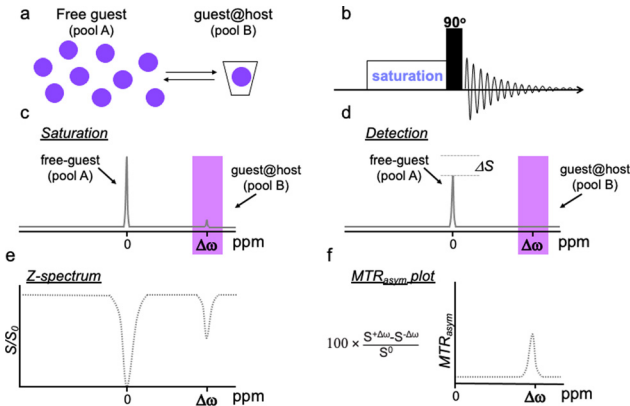 a
Free guest
(pool A)
guest@host
(pool B)
b
90º
saturation
c
Saturation
free-guest
(pool A)
guest@host
(pool B)
0
Δω
ppm
d
Detection
free-guest
(pool A)
ΔS
guest@host
(pool B)
0
Δω
ppm
e
Z-spectrum
S/S0
0
Δω
ppm
f
MTRasym plot
100 × S+Δω-S-Δω
S0
MTRasym
Δω
ppm